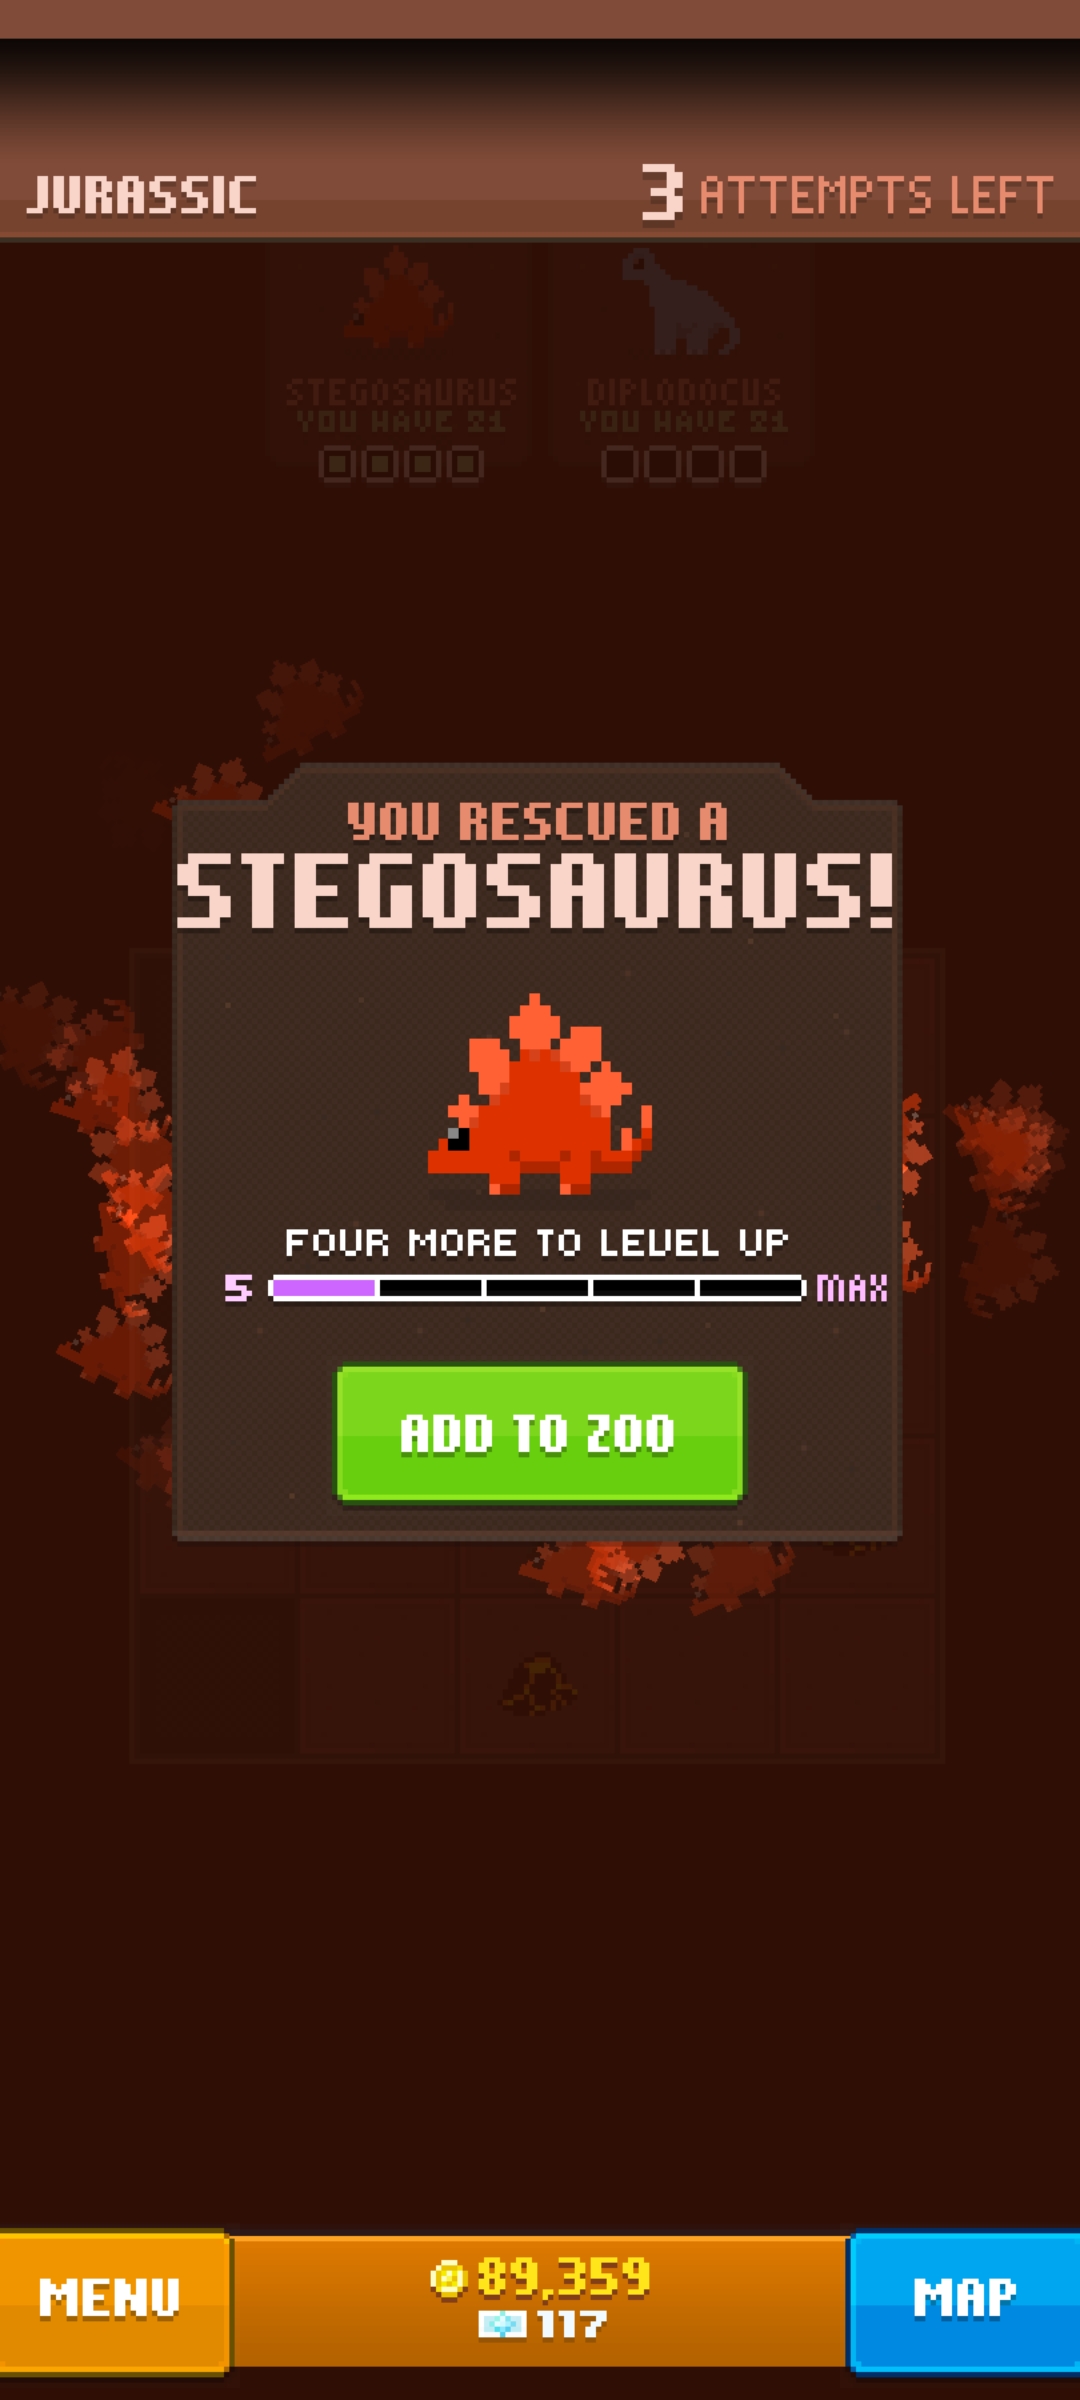 JURASSIC
3 ATTEMPTS LEFT
STEGOSAURUS
YOU HAVE 21
DIPLODOCUS
YOU HAVE 21
YOU RESCUED A
STEGOSAURUS!
FOUR MORE TO LEVEL UP
5
MAX
ADD TO ZOO
MENU
89,359
117
MAP